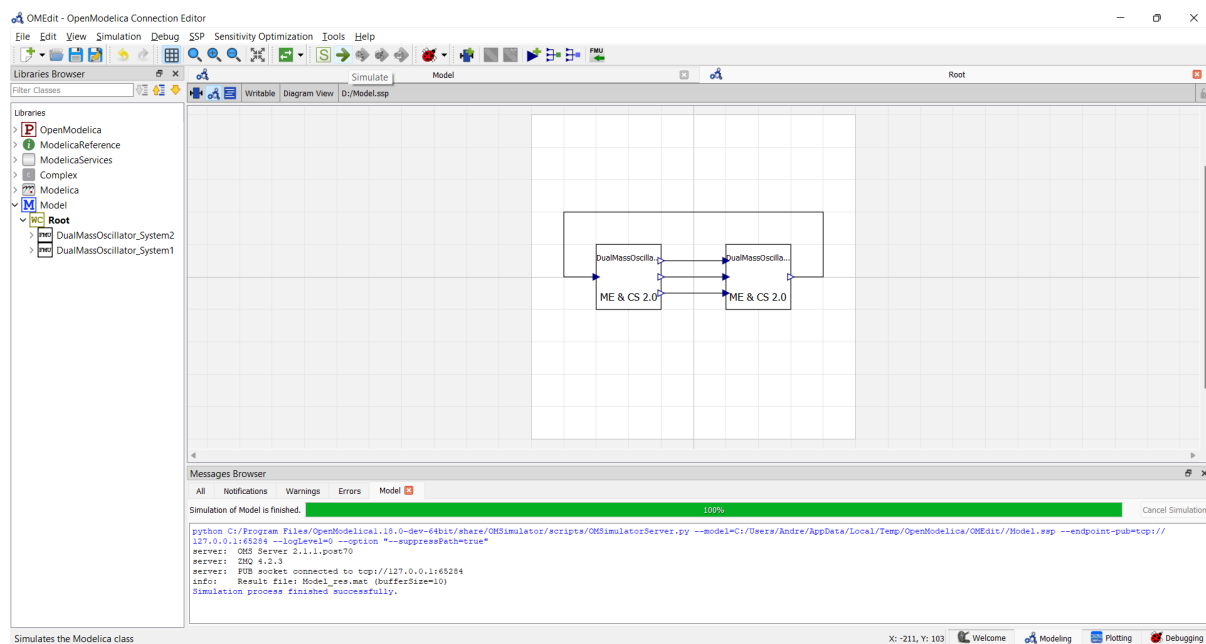 OMEdit - OpenModelica Connection Editor
File Edit View Simulation Debug SSP Sensitivity Optimization Tools Help
S FMU
Libraries Browser
Simulate
Model
Root
Filter Classes
Writable Diagram View D:/Model.ssp
Libraries
P OpenModelica
i ModelicaReference
ModelicaServices
C Complex
Modelica
M Model
WC Root
FMU DualMassOscillator_System2
FMU DualMassOscillator_System1
DualMassOscilla... DualMassOscilla...
ME & CS 2.0 ME & CS 2.0
Messages Browser
All Notifications Warnings Errors Model
Simulation of Model is finished. 100% Cancel Simulation
python C:/Program Files/OpenModelica1.18.0-dev-64bit/share/OMSimulator/scripts/OMSimulatorServer.py --model=C:/Users/Andre/AppData/Local/Temp/OpenModelica/OMEdit//Model.ssp --endpoint-pub=tcp://
127.0.0.1:65284 --logLevel=0 --option "--suppressPath=true"
server: OMS Server 2.1.1.post70
server: ZMQ 4.2.3
server: PUB socket connected to tcp://127.0.0.1:65284
info: Result file: Model_res.mat (bufferSize=10)
Simulation process finished successfully.
Simulates the Modelica class
X: -211, Y: 103 Welcome Modeling Plotting Debugging